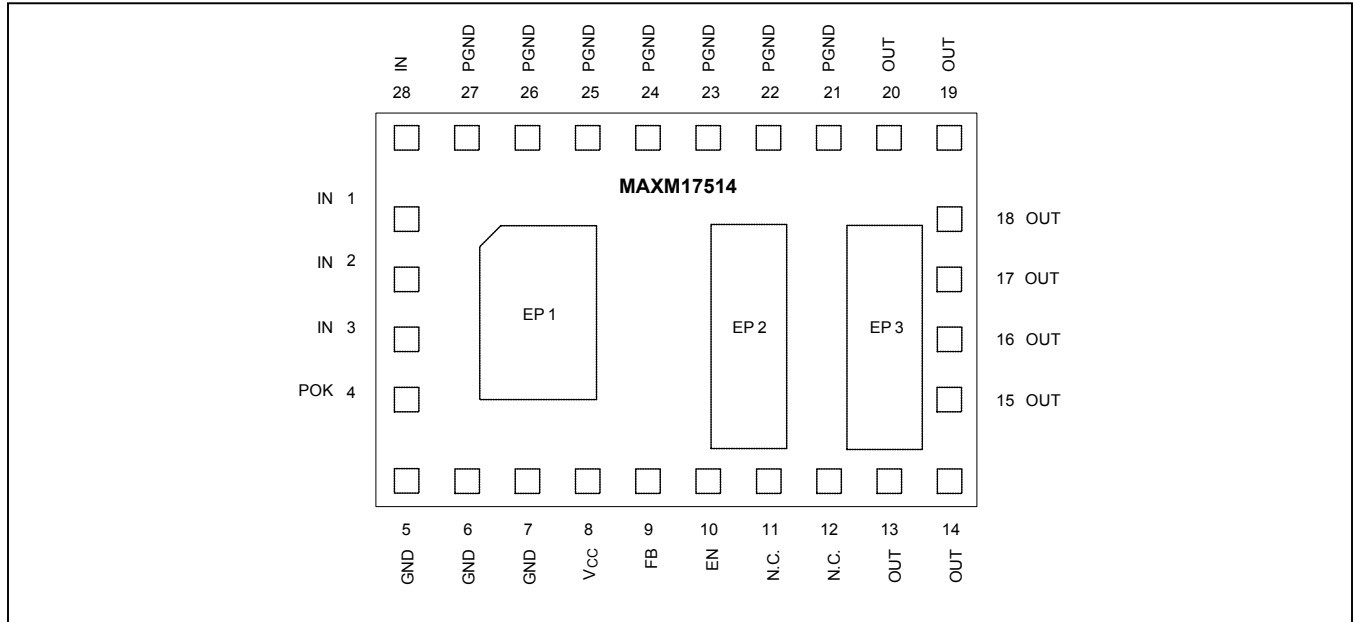 IN PGND PGND PGND PGND PGND PGND PGND OUT OUT
28 27 26 25 24 23 22 21 20 19
MAXM17514
IN 1
18 OUT
IN 2
17 OUT
IN 3
EP 1
EP 2
EP 3
16 OUT
POK 4
15 OUT
5 6 7 8 9 10 11 12 13 14
GND GND GND VCC FB EN N.C. N.C. OUT OUT